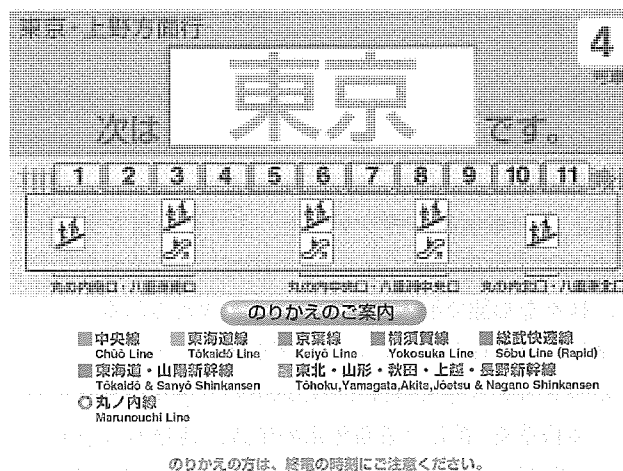 東京・上野方面行
4
号車
次は 東京 です。
1 2 3 4 5 6 7 8 9 10 11
丸の内南口・八重洲南口 丸の内中央口・八重洲中央口 丸の内北口・八重洲北口
のりかえのご案内
中央線 東海道線 京葉線 横須賀線 総武快速線
Chūō Line Tōkaidō Line Keiyō Line Yokosuka Line Sōbu Line (Rapid)
東海道・山陽新幹線 東北・山形・秋田・上越・長野新幹線
Tōkaidō & Sanyō Shinkansen Tōhoku,Yamagata,Akita,Jōetsu & Nagano Shinkansen
丸ノ内線
Marunouchi Line
のりかえの方は、終電の時刻にご注意ください。